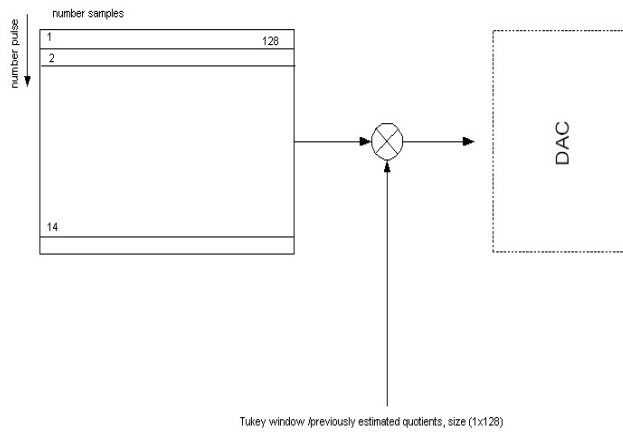 number samples
number pulse
1
128
2
14
DAC
Tukey window /previously estimated quotients, size (1x128)